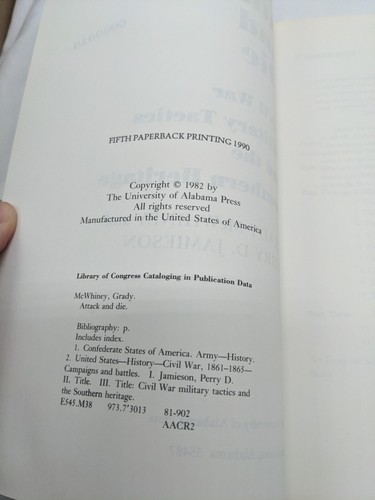 FIFTH PAPERBACK PRINTING 1990
Copyright © 1982 by
The University of Alabama Press
All rights reserved
Manufactured in the United States of America
Library of Congress Cataloging in Publication Data
McWhiney, Grady.
Attack and die.
Bibliography: p.
Includes index.
1. Confederate States of America. Army—History.
2. United States—History—Civil War, 1861-1865—
Campaigns and battles. I. Jamieson, Perry D.
II. Title. III. Title: Civil War military tactics and
the Southern heritage.
E545.M38 973.7'3013 81-902
AACR2